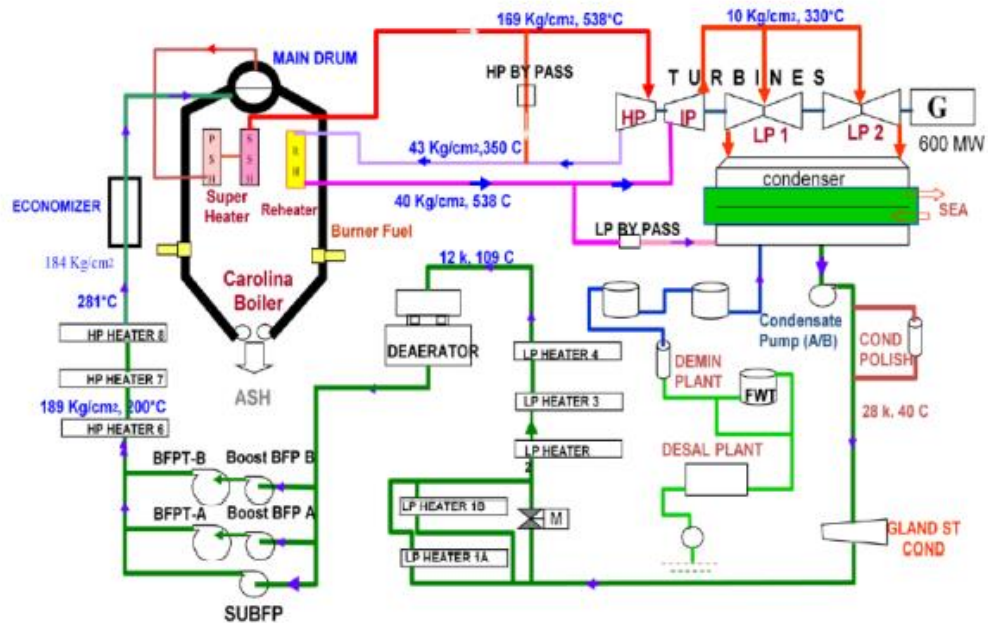 169 Kg/cm2, 538°C
10 Kg/cm2, 330°C
MAIN DRUM
HP BY PASS
TURBINES
HP
IP
LP 1
LP 2
G
600 MW
P
S
H
S
S
H
R
H
Super
Heater
Reheater
43 Kg/cm2,350 C
40 Kg/cm2, 538 C
condenser
SEA
ECONOMIZER
Burner Fuel
LP BY PASS
184 Kg/cm2
12 k, 109 C
281°C
Carolina
Boiler
Condensate
Pump (A/B)
COND
POLISH
HP HEATER 8
DEAERATOR
LP HEATER 4
DEMIN
PLANT
FWT
HP HEATER 7
ASH
LP HEATER 3
28 k. 40 C
189 Kg/cm2, 200°C
HP HEATER 6
LP HEATER
2
DESAL PLANT
BFPT-B
Boost BFP B
LP HEATER 1B
M
BFPT-A
Boost BFP A
LP HEATER 1A
GLAND ST
COND
SUBFP